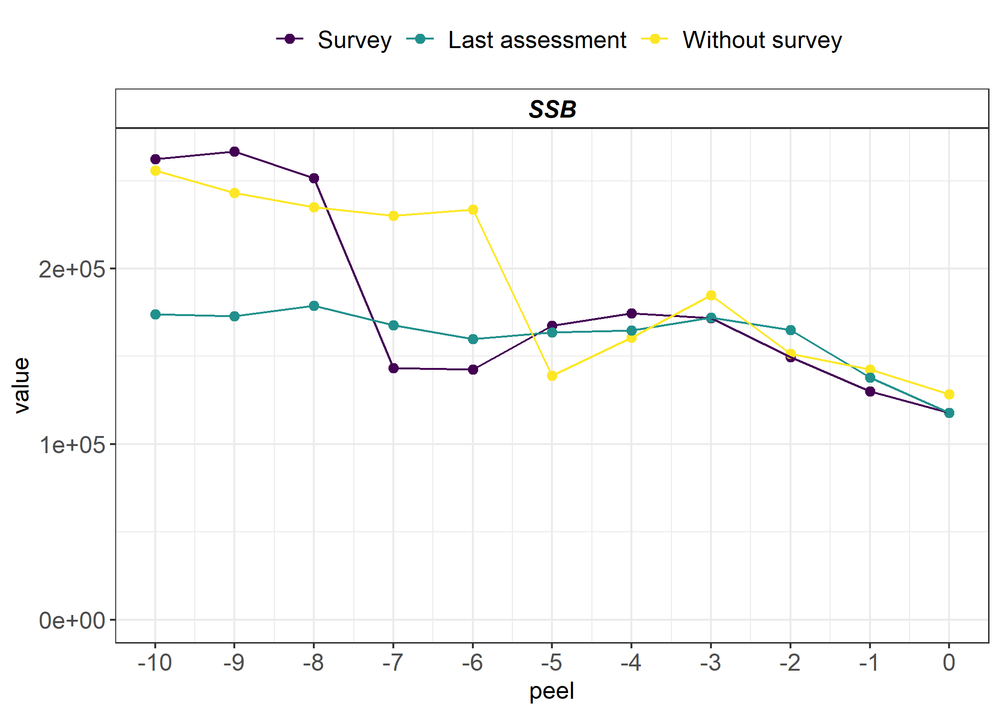 Survey Last assessment Without survey
SSB
value
2e+05
1e+05
0e+00
-10 -9 -8 -7 -6 -5 -4 -3 -2 -1 0
peel